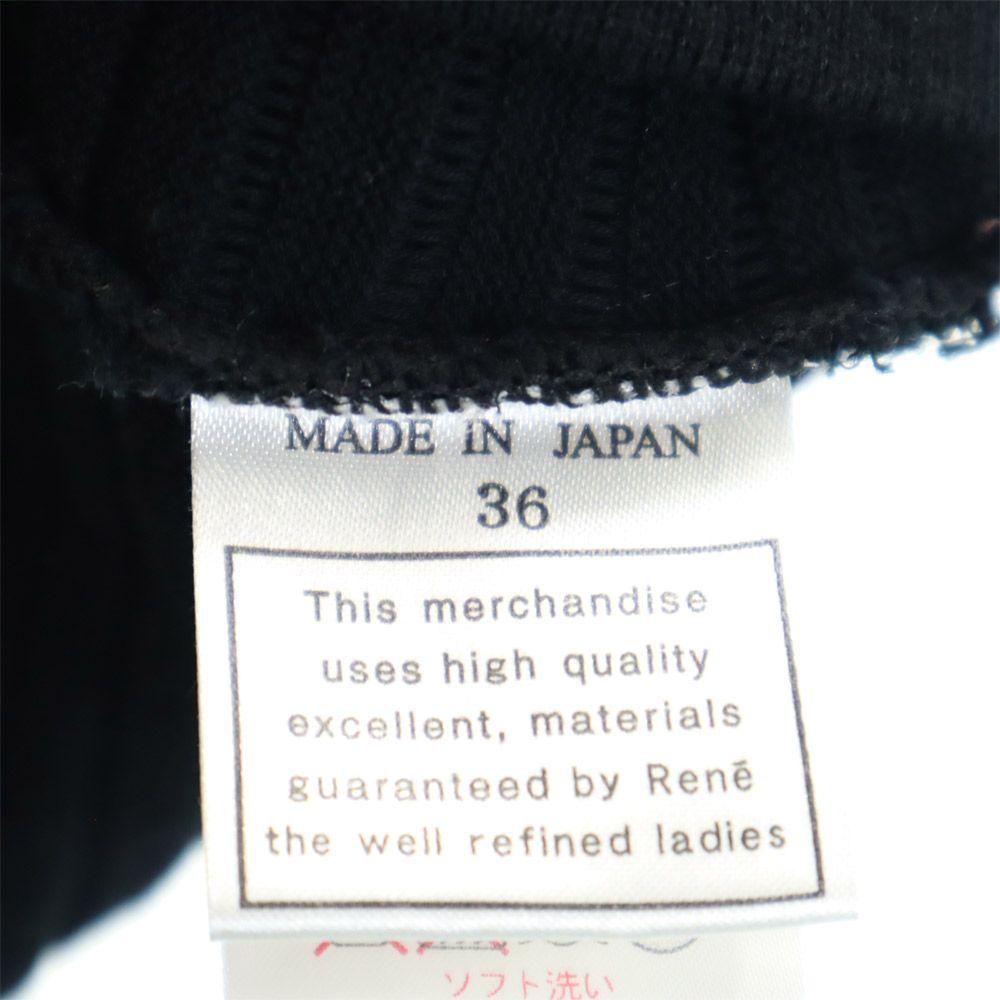 MADE IN JAPAN
36
This merchandise
uses high quality
excellent, materials
guaranteed by René
the well refined ladies
ソフト洗い